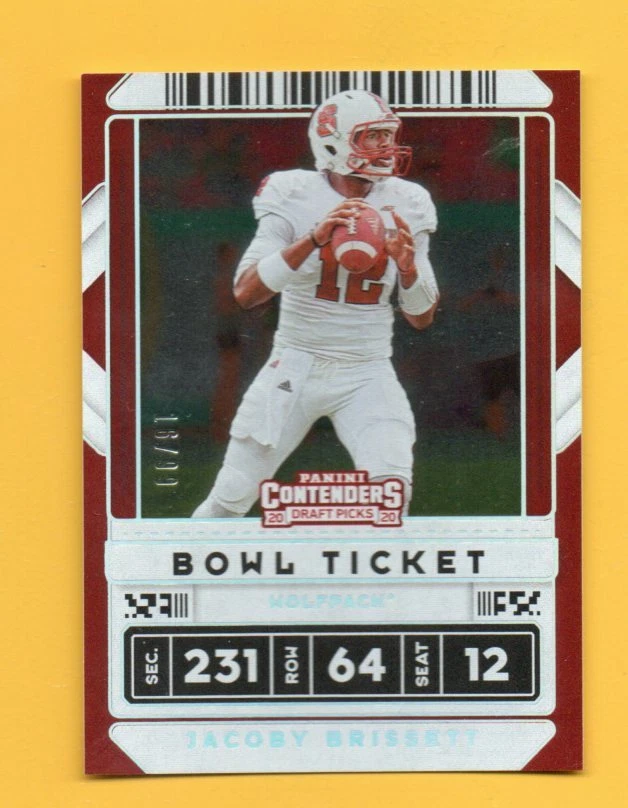 12
16/99
PANINI
CONTENDERS
20 DRAFT PICKS 20
BOWL TICKET
WOLFPACK®
SEC. 231 ROW 64 SEAT 12
JACOBY BRISSETT